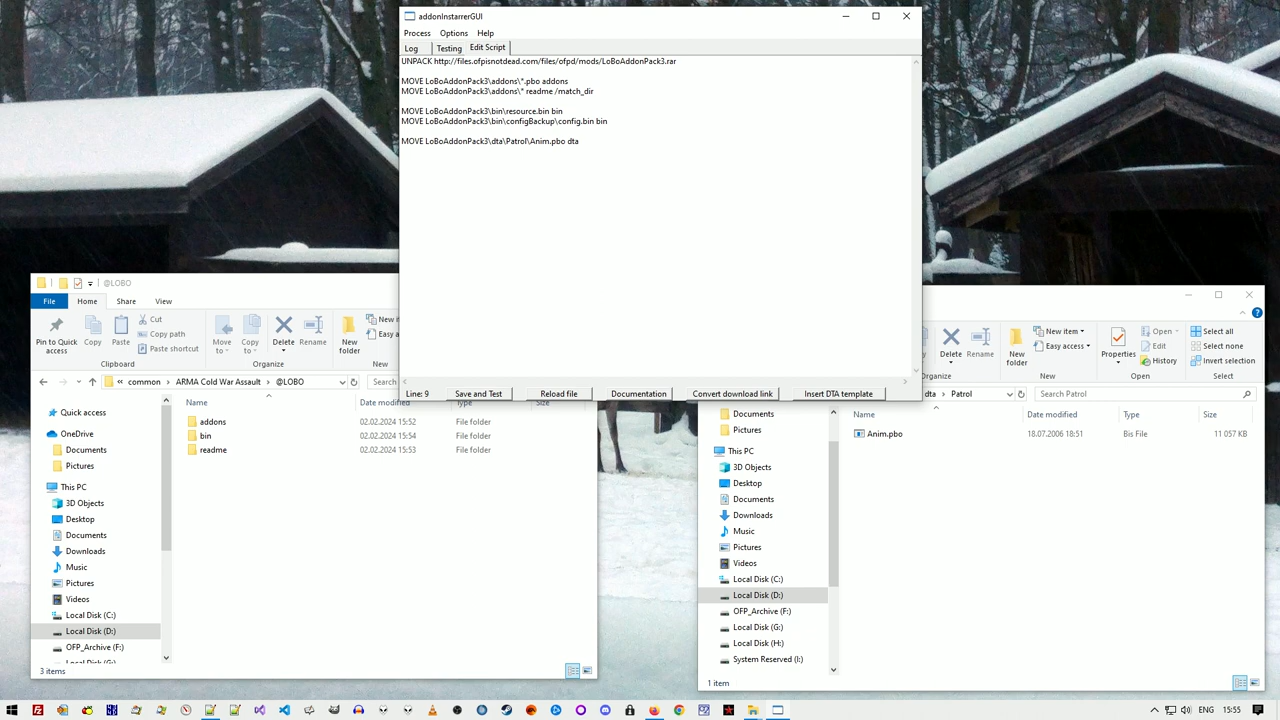 addonInstarrerGUI
Process Options Help
Log Testing Edit Script
UNPACK http://files.ofpisnotdead.com/files/ofpd/mods/LoBoAddonPack3.rar
MOVE LoBoAddonPack3\addons\*.pbo addons
MOVE LoBoAddonPack3\addons\* readme /match_dir
MOVE LoBoAddonPack3\bin\resource.bin bin
MOVE LoBoAddonPack3\bin\configBackup\config.bin bin
MOVE LoBoAddonPack3\dta\Patrol\Anim.pbo dta
Line: 9 Save and Test Reload file Documentation Convert download link Insert DTA template
@LOBO
File Home Share View
Pin to Quick access
Copy
Paste
Cut
Copy path
Paste shortcut
Clipboard
Move to
Copy to
Delete
Rename
Organize
New folder
New
common > ARMA Cold War Assault > @LOBO
Name Date modified Type Size
addons 02.02.2024 15:52 File folder
bin 02.02.2024 15:54 File folder
readme 02.02.2024 15:53 File folder
Quick access
OneDrive
Documents
Pictures
This PC
3D Objects
Desktop
Documents
Downloads
Music
Pictures
Videos
Local Disk (C:)
Local Disk (D:)
OFP_Archive (F:)
3 items
Delete
Rename
New folder
New item
Easy access
New
Properties
Open
Edit
History
Open
Select all
Select none
Invert selection
Select
dta > Patrol
Search Patrol
Name Date modified Type Size
Anim.pbo 18.07.2006 18:51 Bis File 11 057 KB
Documents
Pictures
This PC
3D Objects
Desktop
Documents
Downloads
Music
Pictures
Videos
Local Disk (C:)
Local Disk (D:)
OFP_Archive (F:)
Local Disk (G:)
Local Disk (H:)
System Reserved (I:)
1 item
ENG 15:55